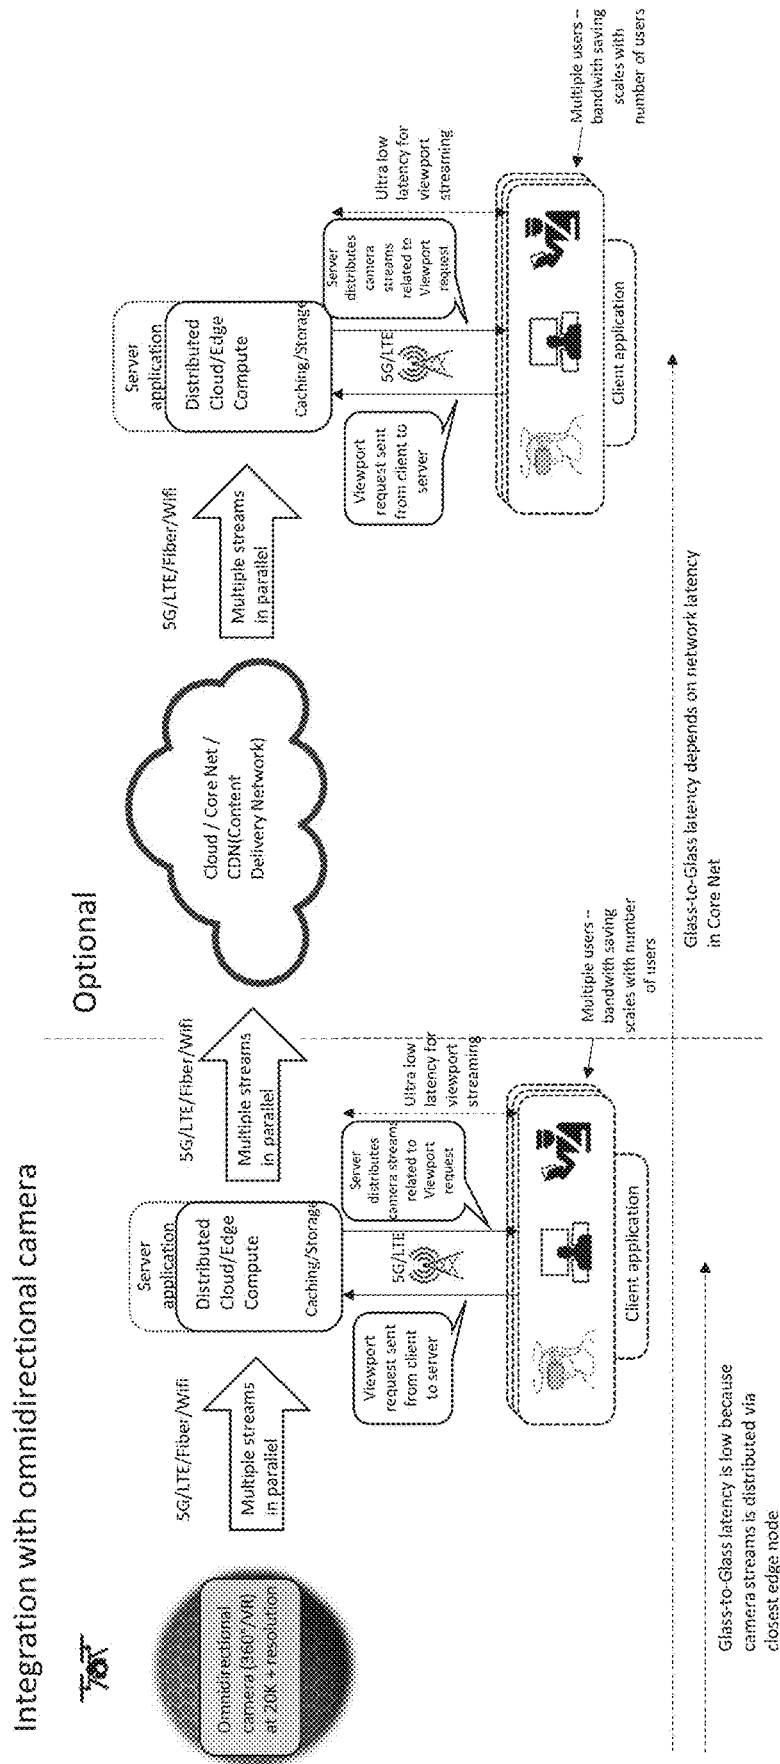 Integration with omnidirectional camera
Optional
Omnidirectional
camera (360°/VR)
at 20K + resolution
5G/LTE/Fiber/Wifi
Multiple streams
in parallel
Server
application
Distributed
Cloud/Edge
Compute
Caching/Storage
Viewport
request sent
from client
to server
5G/LTE
Server
distributes
camera streams
related to
Viewport
request
Ultra low
latency for
viewport
streaming
Client application
Multiple users –
bandwith saving
scales with number
of users
5G/LTE/Fiber/Wifi
Multiple streams
in parallel
Cloud / Core Net /
CDN(Content
Delivery Network)
5G/LTE/Fiber/Wifi
Multiple streams
in parallel
Server
application
Distributed
Cloud/Edge
Compute
Caching/Storage
Viewport
request sent
from client to
server
5G/LTE
Server
distributes
camera
streams
related to
Viewport
request
Ultra low
latency for
viewport
streaming
Client application
Multiple users –
bandwith saving
scales with
number of users
Glass-to-Glass latency depends on network latency
in Core Net
Glass-to-Glass latency is low because
camera streams is distributed via
closest edge node